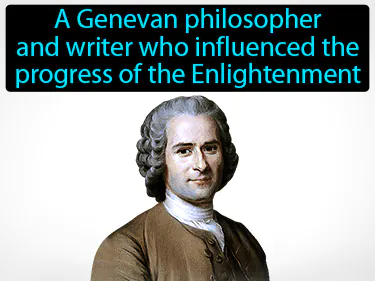 A Genevan philosopher
and writer who influenced the
progress of the Enlightenment